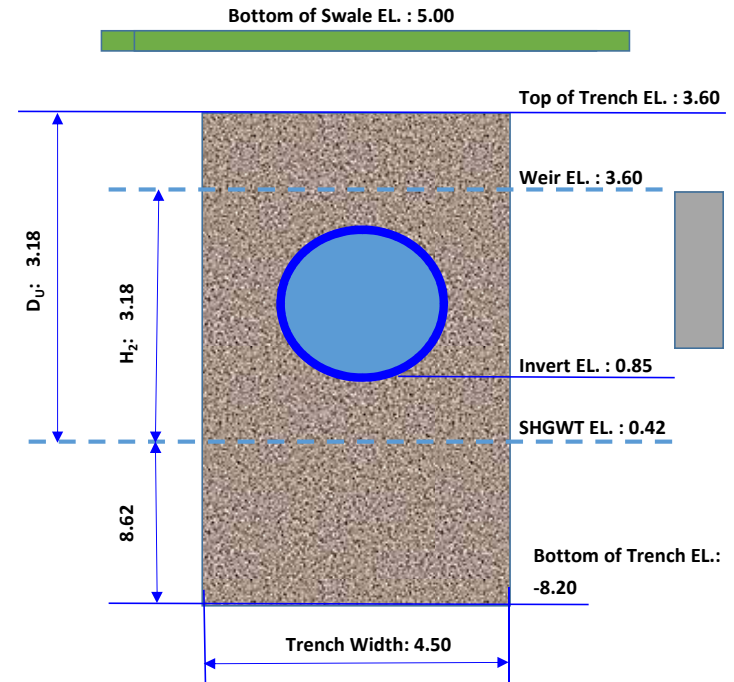 Bottom of Swale EL. : 5.00
Top of Trench EL. : 3.60
Weir EL. : 3.60
D_U: 3.18
H_2: 3.18
Invert EL. : 0.85
SHGWT EL. : 0.42
8.62
Bottom of Trench EL.:
-8.20
Trench Width: 4.50